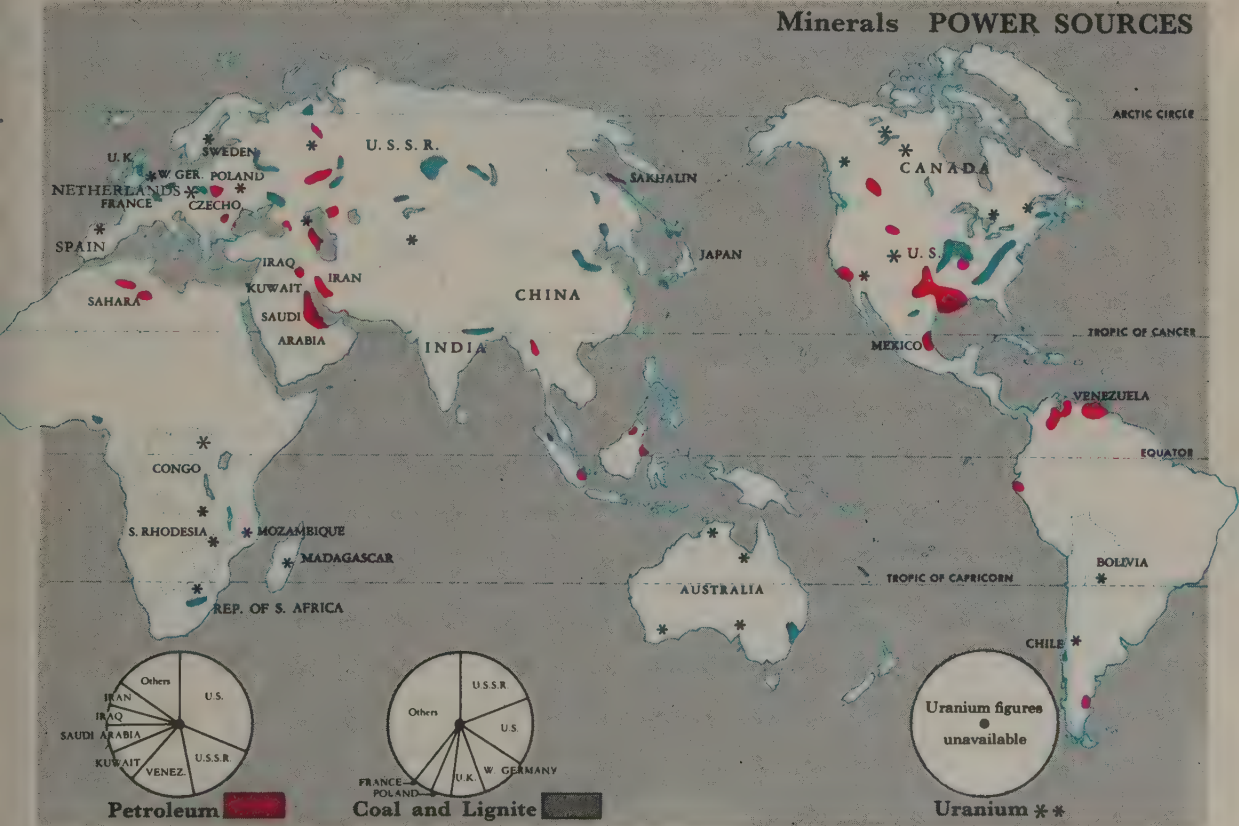 Minerals POWER SOURCES
ARCTIC CIRCLE
U.S.S.R.
SWEDEN
U.K.
W. GER. POLAND
NETHERLANDS
FRANCE
CZECHO.
CANADA
SAKHALIN
SPAIN
JAPAN
U.S.
IRAQ
IRAN
KUWAIT
SAHARA
CHINA
SAUDI
ARABIA
TROPIC OF CANCER
INDIA
MEXICO
VENEZUELA
EQUATOR
CONGO
S. RHODESIA
MOZAMBIQUE
MADAGASCAR
BOLIVIA
TROPIC OF CAPRICORN
AUSTRALIA
REP. OF S. AFRICA
CHILE
Others
U.S.
IRAN
IRAQ
SAUDI ARABIA
KUWAIT
VENEZ.
U.S.S.R.
Petroleum
U.S.S.R.
Others
U.S.
W. GERMANY
U.K.
FRANCE
POLAND
Coal and Lignite
Uranium figures
unavailable
Uranium **